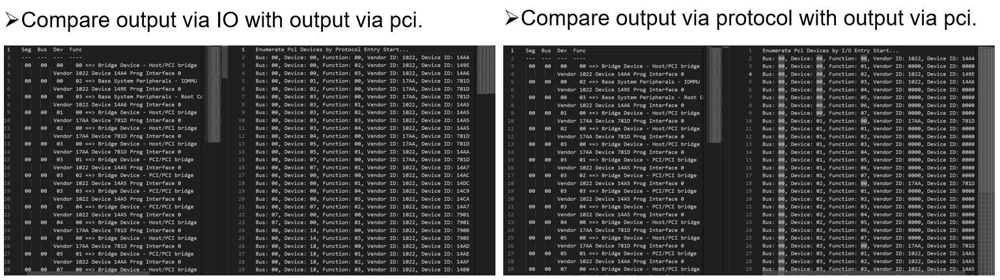 ➢Compare output via IO with output via pci.
1 Seg Bus Dev Func
2 --- --- --- ----
3 00 00 00 00 ==> Bridge Device - Host/PCI bridge
4 Vendor 1022 Device 14A4 Prog Interface 0
5 00 00 00 02 ==> Base System Peripherals - IOMMU
6 Vendor 1022 Device 149E Prog Interface 0
7 00 00 00 03 ==> Base System Peripherals - Root Co
8 Vendor 1022 Device 14A6 Prog Interface 0
9 00 00 01 00 ==> Bridge Device - Host/PCI bridge
10 Vendor 17AA Device 781D Prog Interface 0
11 00 00 02 00 ==> Bridge Device - Host/PCI bridge
12 Vendor 17AA Device 781D Prog Interface 0
13 00 00 03 00 ==> Bridge Device - Host/PCI bridge
14 Vendor 17AA Device 781D Prog Interface 0
15 00 00 03 01 ==> Bridge Device - PCI/PCI bridge
16 Vendor 1022 Device 14A5 Prog Interface 0
17 00 00 03 02 ==> Bridge Device - PCI/PCI bridge
18 Vendor 1022 Device 14A5 Prog Interface 0
19 00 00 03 03 ==> Bridge Device - PCI/PCI bridge
20 Vendor 1022 Device 14A5 Prog Interface 0
21 00 00 03 04 ==> Bridge Device - PCI/PCI bridge
22 Vendor 1022 Device 14A5 Prog Interface 0
23 00 00 04 00 ==> Bridge Device - Host/PCI bridge
24 Vendor 17AA Device 781D Prog Interface 0
25 00 00 05 00 ==> Bridge Device - Host/PCI bridge
26 Vendor 17AA Device 781D Prog Interface 0
27 00 00 05 01 ==> Bridge Device - PCI/PCI bridge
28 Vendor 1022 Device 14AA Prog Interface 0
29 00 00 07 00 ==> Bridge Device - Host/PCI bridge
1 Enumerate Pci Devices by Protocol Entry Start...
2 Bus: 00, Device: 00, Function: 00, Vendor ID: 1022, Device ID: 14A4
3 Bus: 00, Device: 00, Function: 02, Vendor ID: 1022, Device ID: 149E
4 Bus: 00, Device: 00, Function: 03, Vendor ID: 1022, Device ID: 14A6
5 Bus: 00, Device: 01, Function: 00, Vendor ID: 17AA, Device ID: 781D
6 Bus: 00, Device: 02, Function: 00, Vendor ID: 17AA, Device ID: 781D
7 Bus: 00, Device: 03, Function: 00, Vendor ID: 17AA, Device ID: 781D
8 Bus: 00, Device: 03, Function: 01, Vendor ID: 1022, Device ID: 14A5
9 Bus: 00, Device: 03, Function: 02, Vendor ID: 1022, Device ID: 14A5
10 Bus: 00, Device: 03, Function: 03, Vendor ID: 1022, Device ID: 14A5
11 Bus: 00, Device: 03, Function: 04, Vendor ID: 1022, Device ID: 14A5
12 Bus: 00, Device: 04, Function: 00, Vendor ID: 17AA, Device ID: 781D
13 Bus: 00, Device: 05, Function: 00, Vendor ID: 17AA, Device ID: 781D
14 Bus: 00, Device: 05, Function: 01, Vendor ID: 1022, Device ID: 14AA
15 Bus: 00, Device: 07, Function: 00, Vendor ID: 17AA, Device ID: 781D
16 Bus: 00, Device: 07, Function: 01, Vendor ID: 1022, Device ID: 14A7
17 Bus: 06, Device: 00, Function: 00, Vendor ID: 1022, Device ID: 14AC
18 Bus: 06, Device: 00, Function: 01, Vendor ID: 1022, Device ID: 14DC
19 Bus: 06, Device: 00, Function: 04, Vendor ID: 1022, Device ID: 14C9
20 Bus: 06, Device: 00, Function: 05, Vendor ID: 1022, Device ID: 14CA
21 Bus: 00, Device: 07, Function: 02, Vendor ID: 1022, Device ID: 14A7
22 Bus: 07, Device: 00, Function: 00, Vendor ID: 1022, Device ID: 7901
23 Bus: 07, Device: 00, Function: 01, Vendor ID: 1022, Device ID: 7901
24 Bus: 00, Device: 14, Function: 00, Vendor ID: 1022, Device ID: 790B
25 Bus: 00, Device: 14, Function: 03, Vendor ID: 1022, Device ID: 790E
26 Bus: 00, Device: 18, Function: 00, Vendor ID: 1022, Device ID: 14AD
27 Bus: 00, Device: 18, Function: 01, Vendor ID: 1022, Device ID: 14AE
28 Bus: 00, Device: 18, Function: 02, Vendor ID: 1022, Device ID: 14AF
29 Bus: 00, Device: 18, Function: 03, Vendor ID: 1022, Device ID: 14B0
➢Compare output via protocol with output via pci.
1 Seg Bus Dev Func
2 --- --- --- ----
3 00 00 00 00 ==> Bridge Device - Host/PCI bridge
4 Vendor 1022 Device 14A4 Prog Interface 0
5 00 00 00 02 ==> Base System Peripherals - IOMMU
6 Vendor 1022 Device 149E Prog Interface 0
7 00 00 00 03 ==> Base System Peripherals - Root Co
8 Vendor 1022 Device 14A6 Prog Interface 0
9 00 00 01 00 ==> Bridge Device - Host/PCI bridge
10 Vendor 17AA Device 781D Prog Interface 0
11 00 00 02 00 ==> Bridge Device - Host/PCI bridge
12 Vendor 17AA Device 781D Prog Interface 0
13 00 00 03 00 ==> Bridge Device - Host/PCI bridge
14 Vendor 17AA Device 781D Prog Interface 0
15 00 00 03 01 ==> Bridge Device - PCI/PCI bridge
16 Vendor 1022 Device 14A5 Prog Interface 0
17 00 00 03 02 ==> Bridge Device - PCI/PCI bridge
18 Vendor 1022 Device 14A5 Prog Interface 0
19 00 00 03 03 ==> Bridge Device - PCI/PCI bridge
20 Vendor 1022 Device 14A5 Prog Interface 0
21 00 00 03 04 ==> Bridge Device - PCI/PCI bridge
22 Vendor 1022 Device 14A5 Prog Interface 0
23 00 00 04 00 ==> Bridge Device - Host/PCI bridge
24 Vendor 17AA Device 781D Prog Interface 0
25 00 00 05 00 ==> Bridge Device - Host/PCI bridge
26 Vendor 17AA Device 781D Prog Interface 0
27 00 00 05 01 ==> Bridge Device - PCI/PCI bridge
28 Vendor 1022 Device 14AA Prog Interface 0
29 00 00 07 00 ==> Bridge Device - Host/PCI bridge
1 Enumerate Pci Devices by I/O Entry Start...
2 Bus: 00, Device: 00, Function: 00, Vendor ID: 1022, Device ID: 14A4
3 Bus: 00, Device: 00, Function: 01, Vendor ID: 0000, Device ID: 0000
4 Bus: 00, Device: 00, Function: 02, Vendor ID: 1022, Device ID: 149E
5 Bus: 00, Device: 00, Function: 03, Vendor ID: 1022, Device ID: 14A6
6 Bus: 00, Device: 00, Function: 04, Vendor ID: 0000, Device ID: 0000
7 Bus: 00, Device: 00, Function: 05, Vendor ID: 0000, Device ID: 0000
8 Bus: 00, Device: 00, Function: 06, Vendor ID: 0000, Device ID: 0000
9 Bus: 00, Device: 00, Function: 07, Vendor ID: 0000, Device ID: 0000
10 Bus: 00, Device: 01, Function: 00, Vendor ID: 17AA, Device ID: 781D
11 Bus: 00, Device: 01, Function: 01, Vendor ID: 0000, Device ID: 0000
12 Bus: 00, Device: 01, Function: 02, Vendor ID: 0000, Device ID: 0000
13 Bus: 00, Device: 01, Function: 03, Vendor ID: 0000, Device ID: 0000
14 Bus: 00, Device: 01, Function: 04, Vendor ID: 0000, Device ID: 0000
15 Bus: 00, Device: 01, Function: 05, Vendor ID: 0000, Device ID: 0000
16 Bus: 00, Device: 01, Function: 06, Vendor ID: 0000, Device ID: 0000
17 Bus: 00, Device: 01, Function: 07, Vendor ID: 0000, Device ID: 0000
18 Bus: 00, Device: 02, Function: 00, Vendor ID: 17AA, Device ID: 781D
19 Bus: 00, Device: 02, Function: 01, Vendor ID: 0000, Device ID: 0000
20 Bus: 00, Device: 02, Function: 02, Vendor ID: 0000, Device ID: 0000
21 Bus: 00, Device: 02, Function: 03, Vendor ID: 0000, Device ID: 0000
22 Bus: 00, Device: 02, Function: 04, Vendor ID: 0000, Device ID: 0000
23 Bus: 00, Device: 02, Function: 05, Vendor ID: 0000, Device ID: 0000
24 Bus: 00, Device: 02, Function: 06, Vendor ID: 0000, Device ID: 0000
25 Bus: 00, Device: 02, Function: 07, Vendor ID: 0000, Device ID: 0000
26 Bus: 00, Device: 03, Function: 00, Vendor ID: 17AA, Device ID: 781D
27 Bus: 00, Device: 03, Function: 01, Vendor ID: 1022, Device ID: 14A5
28 Bus: 00, Device: 03, Function: 02, Vendor ID: 1022, Device ID: 14A5
29 Bus: 00, Device: 03, Function: 03, Vendor ID: 1022, Device ID: 14A5